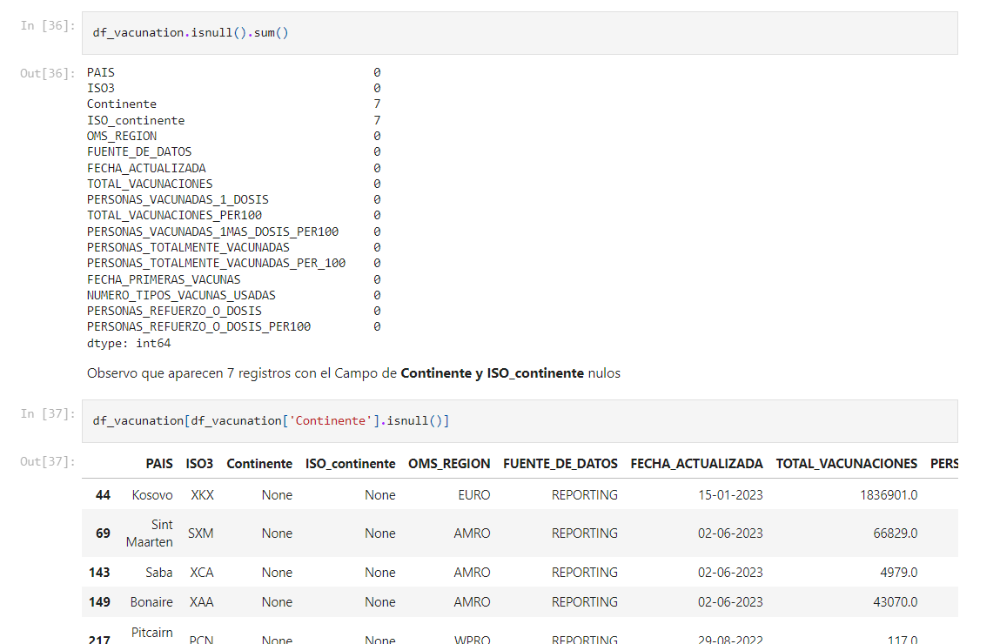 In [36]:
df_vacunation.isnull().sum()
Out[36]:
PAIS 0
ISO3 0
Continente 7
ISO_continente 7
OMS_REGION 0
FUENTE_DE_DATOS 0
FECHA_ACTUALIZADA 0
TOTAL_VACUNACIONES 0
PERSONAS_VACUNADAS_1_DOSIS 0
TOTAL_VACUNACIONES_PER100 0
PERSONAS_VACUNADAS_1MAS_DOSIS_PER100 0
PERSONAS_TOTALMENTE_VACUNADAS 0
PERSONAS_TOTALMENTE_VACUNADAS_PER_100 0
FECHA_PRIMERAS_VACUNAS 0
NUMERO_TIPOS_VACUNAS_USADAS 0
PERSONAS_REFUERZO_O_DOSIS 0
PERSONAS_REFUERZO_O_DOSIS_PER100 0
dtype: int64
Observo que aparecen 7 registros con el Campo de Continente y ISO_continente nulos
In [37]:
df_vacunation[df_vacunation['Continente'].isnull()]
Out[37]:
PAIS ISO3 Continente ISO_continente OMS_REGION FUENTE_DE_DATOS FECHA_ACTUALIZADA TOTAL_VACUNACIONES PERS
44 Kosovo XKX None None EURO REPORTING 15-01-2023 1836901.0
69 Sint Maarten SXM None None AMRO REPORTING 02-06-2023 66829.0
143 Saba XCA None None AMRO REPORTING 02-06-2023 4979.0
149 Bonaire XAA None None AMRO REPORTING 02-06-2023 43070.0
217 Pitcairn PCN None None WPRO REPORTING 29-08-2022 117.0